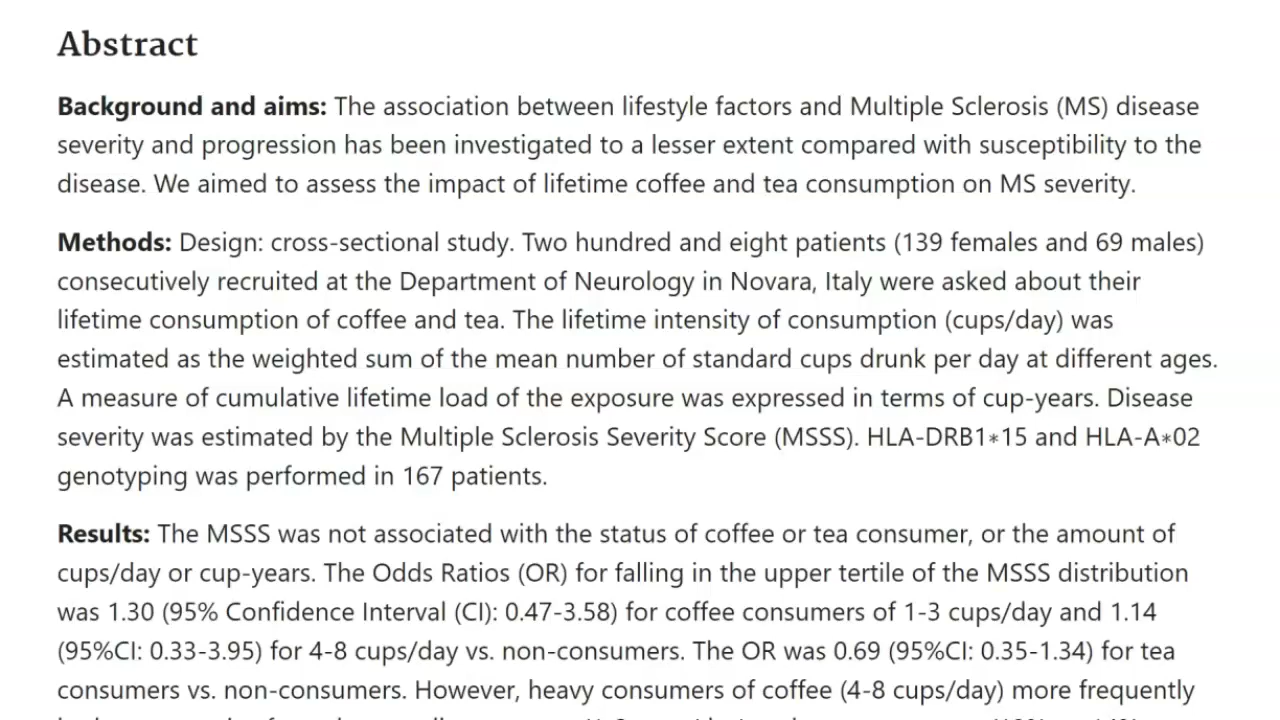 Abstract
Background and aims: The association between lifestyle factors and Multiple Sclerosis (MS) disease
severity and progression has been investigated to a lesser extent compared with susceptibility to the
disease. We aimed to assess the impact of lifetime coffee and tea consumption on MS severity.
Methods: Design: cross-sectional study. Two hundred and eight patients (139 females and 69 males)
consecutively recruited at the Department of Neurology in Novara, Italy were asked about their
lifetime consumption of coffee and tea. The lifetime intensity of consumption (cups/day) was
estimated as the weighted sum of the mean number of standard cups drunk per day at different ages.
A measure of cumulative lifetime load of the exposure was expressed in terms of cup-years. Disease
severity was estimated by the Multiple Sclerosis Severity Score (MSSS). HLA-DRB1∗15 and HLA-A∗02
genotyping was performed in 167 patients.
Results: The MSSS was not associated with the status of coffee or tea consumer, or the amount of
cups/day or cup-years. The Odds Ratios (OR) for falling in the upper tertile of the MSSS distribution
was 1.30 (95% Confidence Interval (CI): 0.47-3.58) for coffee consumers of 1-3 cups/day and 1.14
(95%CI: 0.33-3.95) for 4-8 cups/day vs. non-consumers. The OR was 0.69 (95%CI: 0.35-1.34) for tea
consumers vs. non-consumers. However, heavy consumers of coffee (4-8 cups/day) more frequently